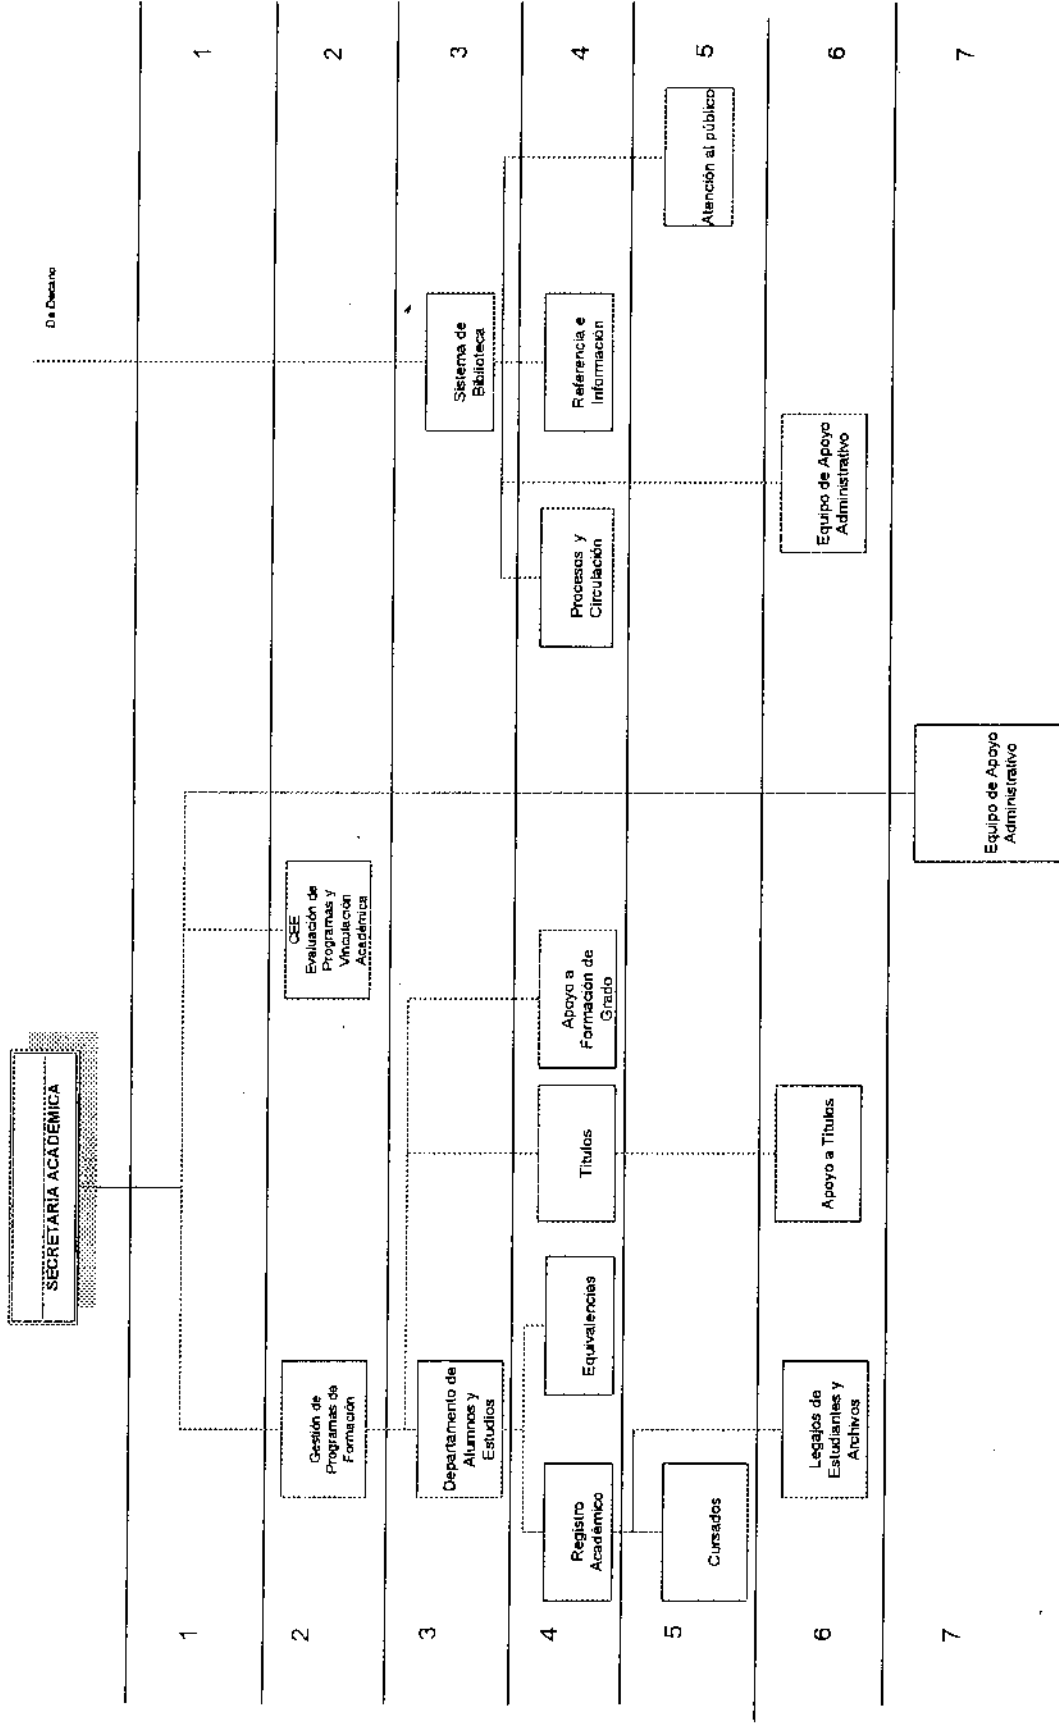 De Decano
SECRETARIA ACADEMICA
1
1
2
Gestión de
Programas de
Formación
CEE
Evaluación de
Programas y
Vinculación
Académica
2
3
Departamento de
Alumnos y
Estudios
Sistema de
Biblioteca
3
4
Registro
Académico
Equivalencias
Titulos
Apoyo a
Formación de
Grado
Procesos y
Circulación
Referencia e
Información
4
5
Cursados
Atención al público
5
6
Legajos de
Estudiantes y
Archivos
Apoyo a Titulos
Equipo de Apoyo
Administrativo
6
7
Equipo de Apoyo
Administrativo
7